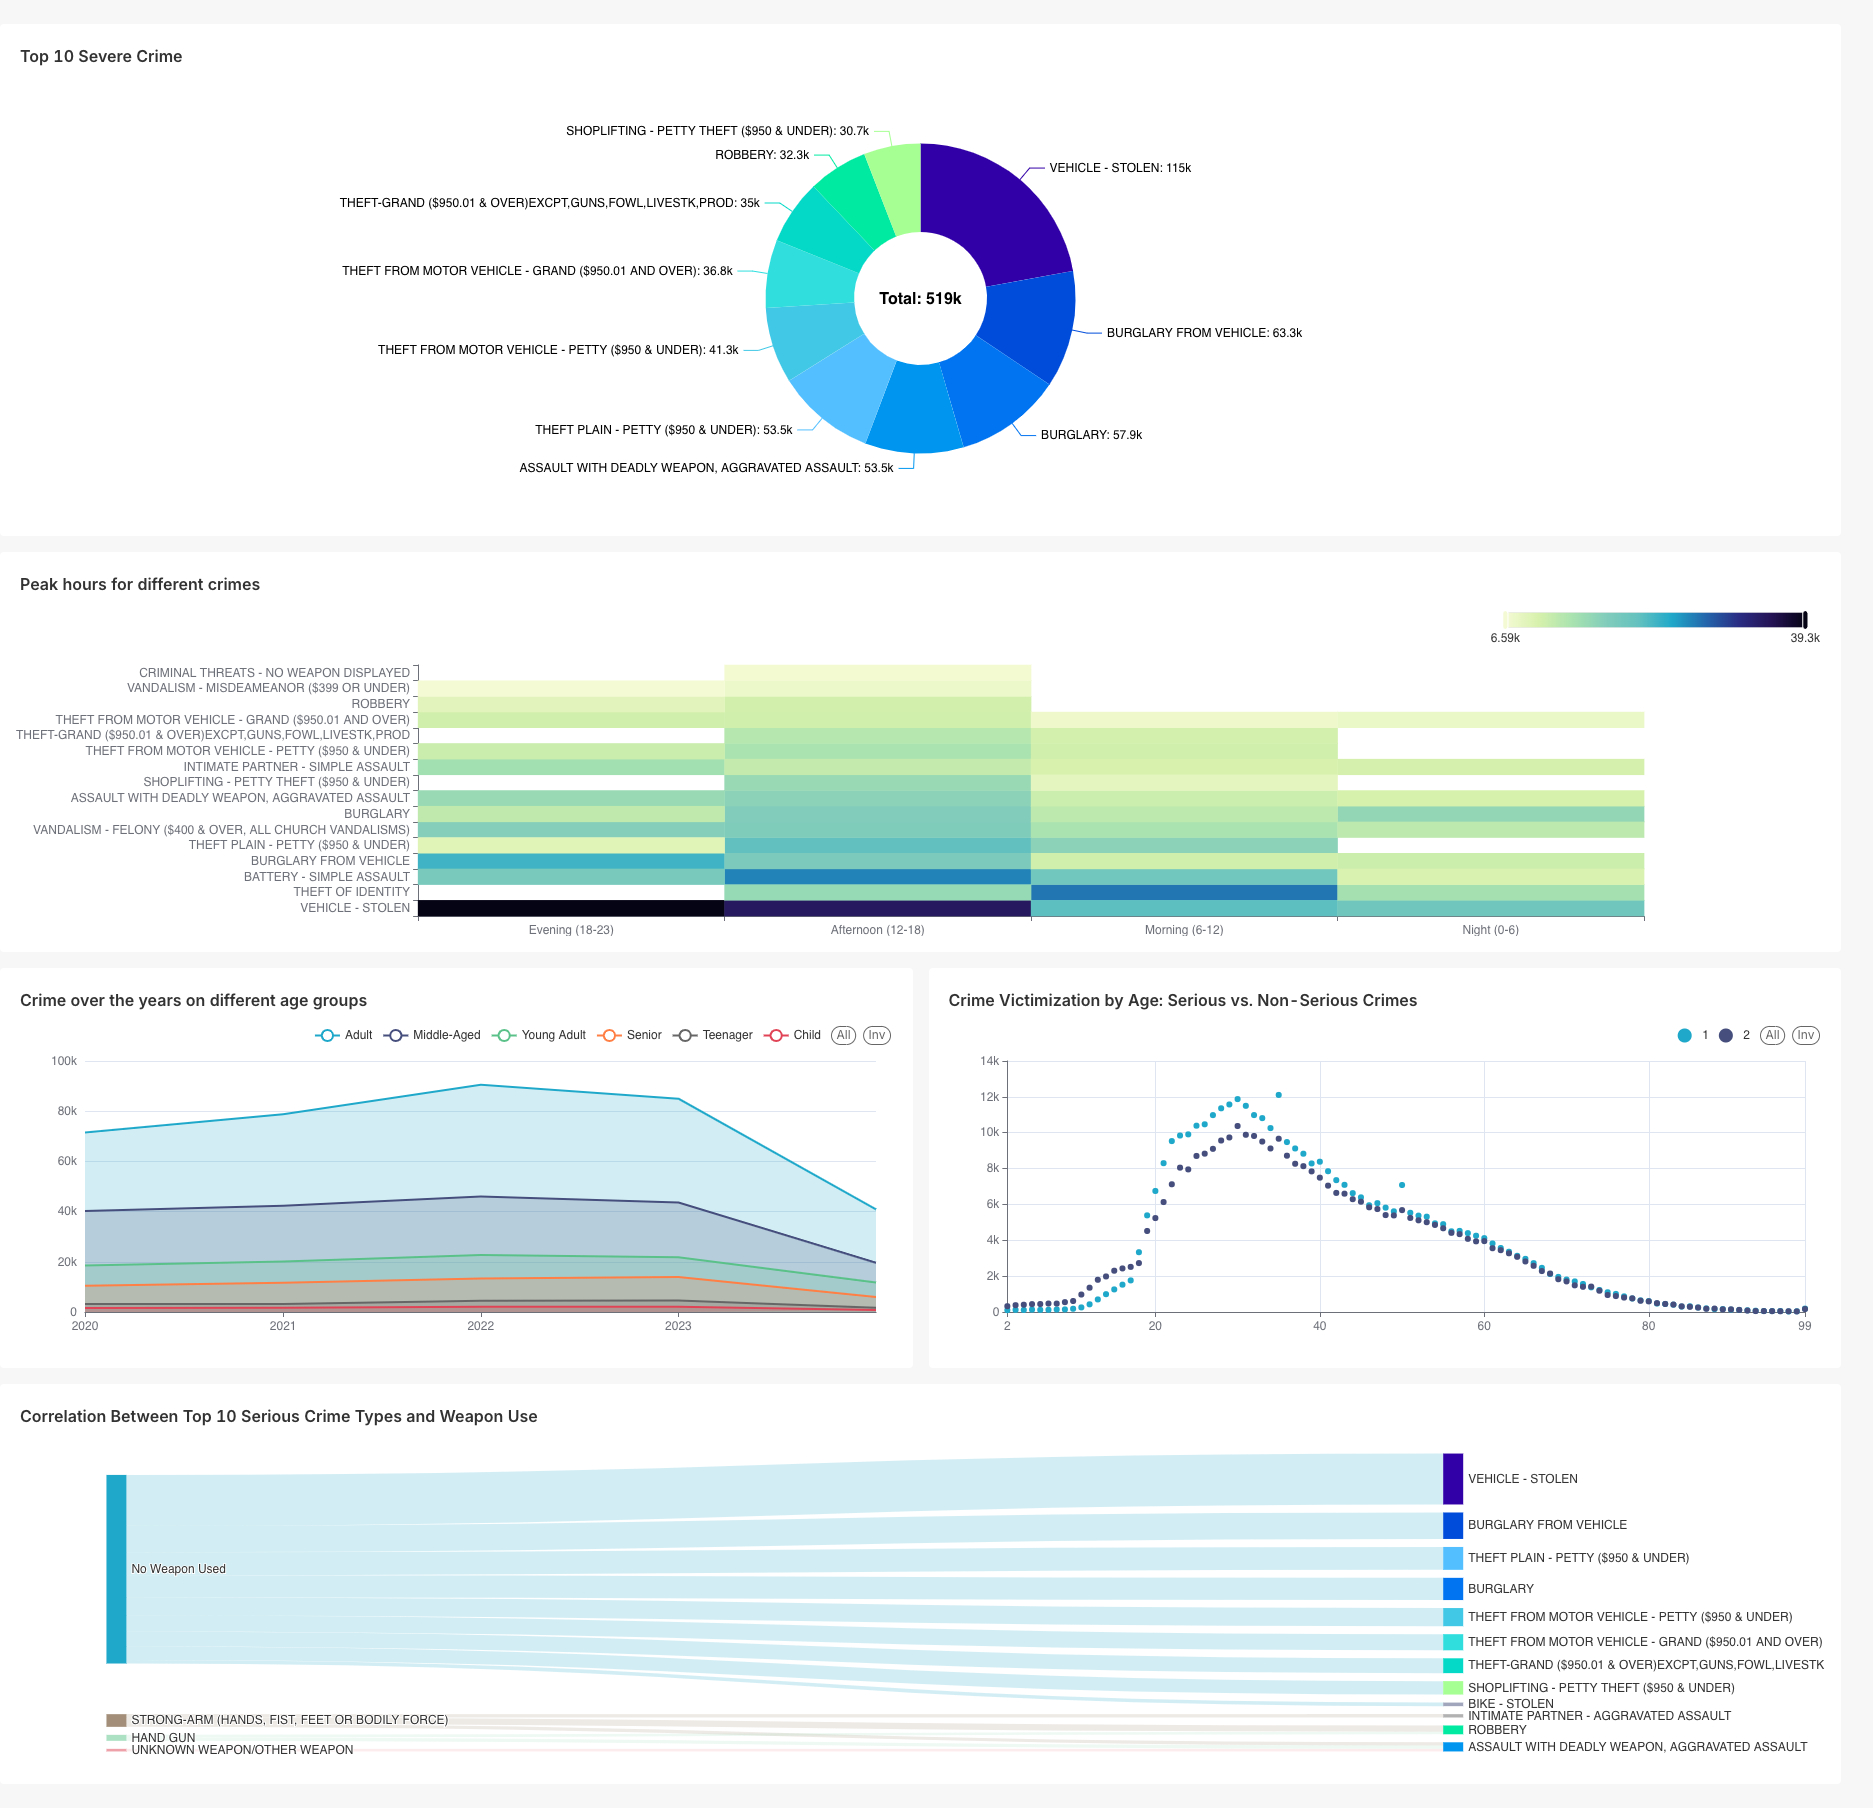 Top 10 Severe Crime
SHOPLIFTING - PETTY THEFT ($950 & UNDER): 30.7k
ROBBERY: 32.3k
VEHICLE - STOLEN: 115k
THEFT-GRAND ($950.01 & OVER)EXCPT,GUNS,FOWL,LIVESTK,PROD: 35k
THEFT FROM MOTOR VEHICLE - GRAND ($950.01 AND OVER): 36.8k
Total: 519k
BURGLARY FROM VEHICLE: 63.3k
THEFT FROM MOTOR VEHICLE - PETTY ($950 & UNDER): 41.3k
THEFT PLAIN - PETTY ($950 & UNDER): 53.5k
BURGLARY: 57.9k
ASSAULT WITH DEADLY WEAPON, AGGRAVATED ASSAULT: 53.5k
Peak hours for different crimes
6.59k 39.3k
CRIMINAL THREATS - NO WEAPON DISPLAYED
VANDALISM - MISDEAMEANOR ($399 OR UNDER)
ROBBERY
THEFT FROM MOTOR VEHICLE - GRAND ($950.01 AND OVER)
THEFT-GRAND ($950.01 & OVER)EXCPT,GUNS,FOWL,LIVESTK,PROD
THEFT FROM MOTOR VEHICLE - PETTY ($950 & UNDER)
INTIMATE PARTNER - SIMPLE ASSAULT
SHOPLIFTING - PETTY THEFT ($950 & UNDER)
ASSAULT WITH DEADLY WEAPON, AGGRAVATED ASSAULT
BURGLARY
VANDALISM - FELONY ($400 & OVER, ALL CHURCH VANDALISMS)
THEFT PLAIN - PETTY ($950 & UNDER)
BURGLARY FROM VEHICLE
BATTERY - SIMPLE ASSAULT
THEFT OF IDENTITY
VEHICLE - STOLEN
Evening (18-23) Afternoon (12-18) Morning (6-12) Night (0-6)
Crime over the years on different age groups
Adult Middle-Aged Young Adult Senior Teenager Child All Inv
100k
80k
60k
40k
20k
0
2020 2021 2022 2023
Crime Victimization by Age: Serious vs. Non-Serious Crimes
1 2 All Inv
14k
12k
10k
8k
6k
4k
2k
0
2 20 40 60 80 99
Correlation Between Top 10 Serious Crime Types and Weapon Use
No Weapon Used
STRONG-ARM (HANDS, FIST, FEET OR BODILY FORCE)
HAND GUN
UNKNOWN WEAPON/OTHER WEAPON
VEHICLE - STOLEN
BURGLARY FROM VEHICLE
THEFT PLAIN - PETTY ($950 & UNDER)
BURGLARY
THEFT FROM MOTOR VEHICLE - PETTY ($950 & UNDER)
THEFT FROM MOTOR VEHICLE - GRAND ($950.01 AND OVER)
THEFT-GRAND ($950.01 & OVER)EXCPT,GUNS,FOWL,LIVESTK
SHOPLIFTING - PETTY THEFT ($950 & UNDER)
BIKE - STOLEN
INTIMATE PARTNER - AGGRAVATED ASSAULT
ROBBERY
ASSAULT WITH DEADLY WEAPON, AGGRAVATED ASSAULT